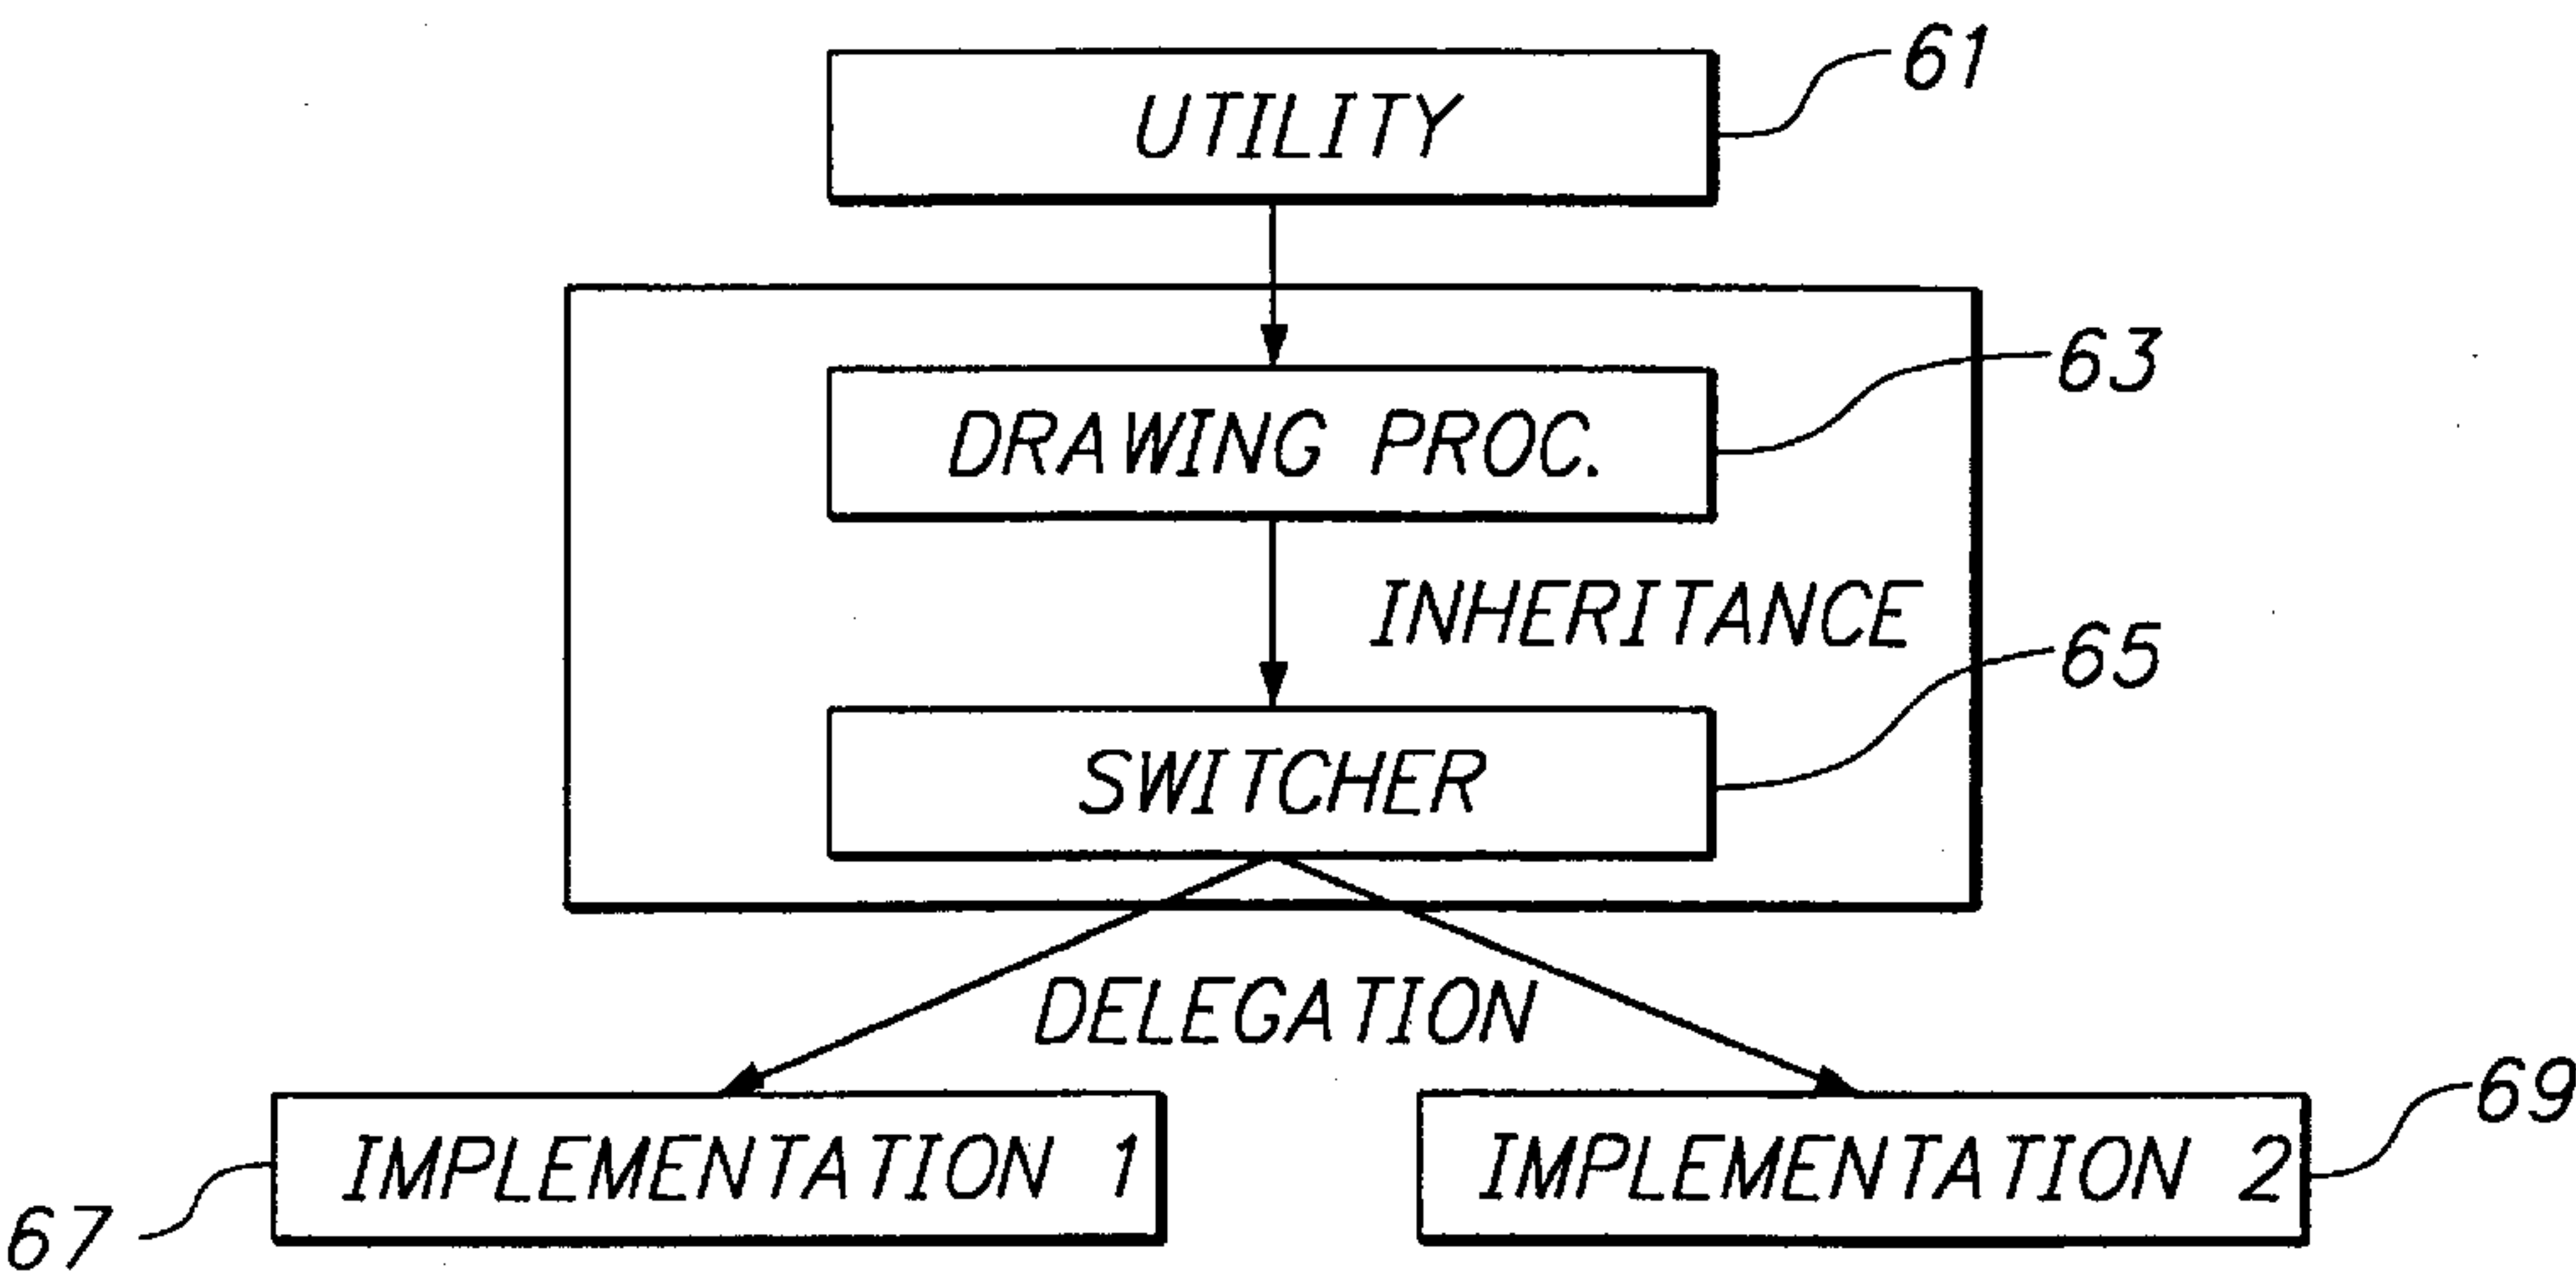 61
UTILITY
63
DRAWING PROC.
INHERITANCE
65
SWITCHER
DELEGATION
69
IMPLEMENTATION 1
IMPLEMENTATION 2
67